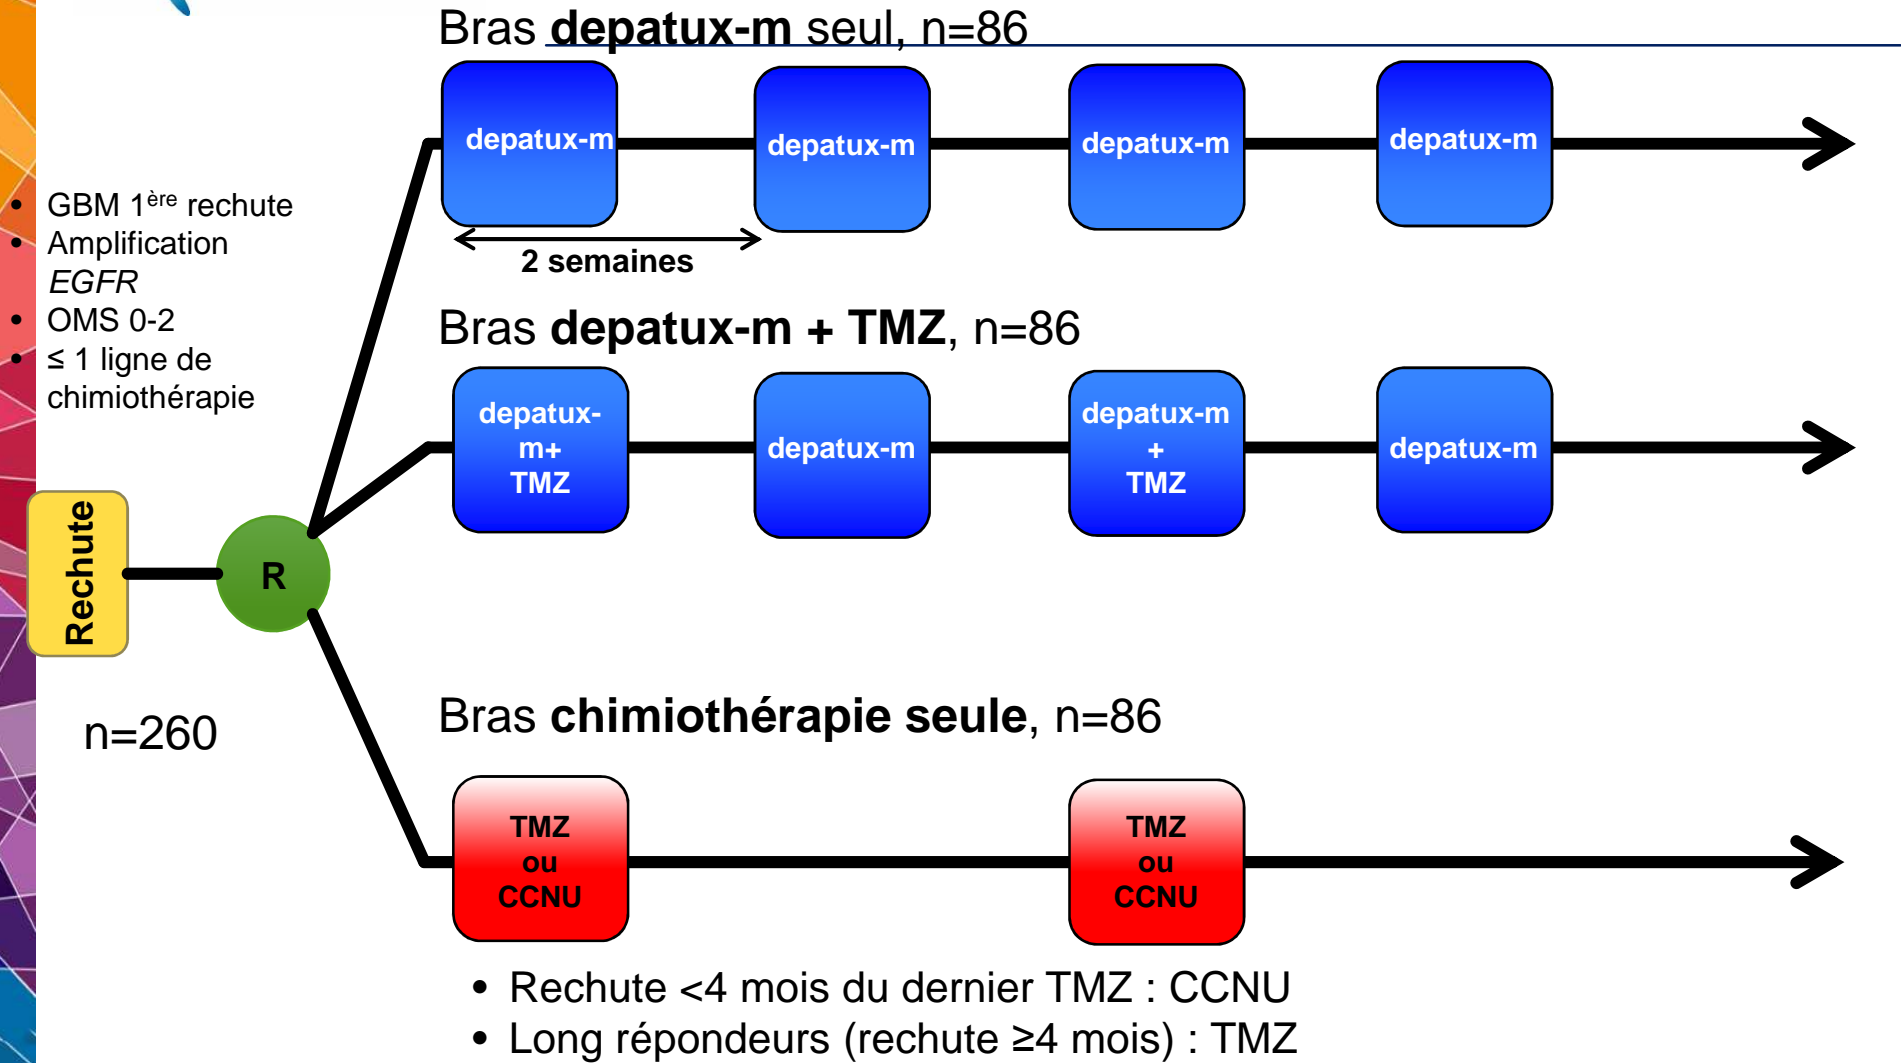 Bras depatux-m seul, n=86
depatux-m
depatux-m
depatux-m
depatux-m
2 semaines
• GBM 1ère rechute
• Amplification
EGFR
• OMS 0-2
• ≤ 1 ligne de
chimiothérapie
Bras depatux-m + TMZ, n=86
depatux-
m+
TMZ
depatux-m
depatux-m
+
TMZ
depatux-m
Rechute
R
n=260
Bras chimiothérapie seule, n=86
TMZ
ou
CCNU
TMZ
ou
CCNU
• Rechute <4 mois du dernier TMZ : CCNU
• Long répondeurs (rechute ≥4 mois) : TMZ